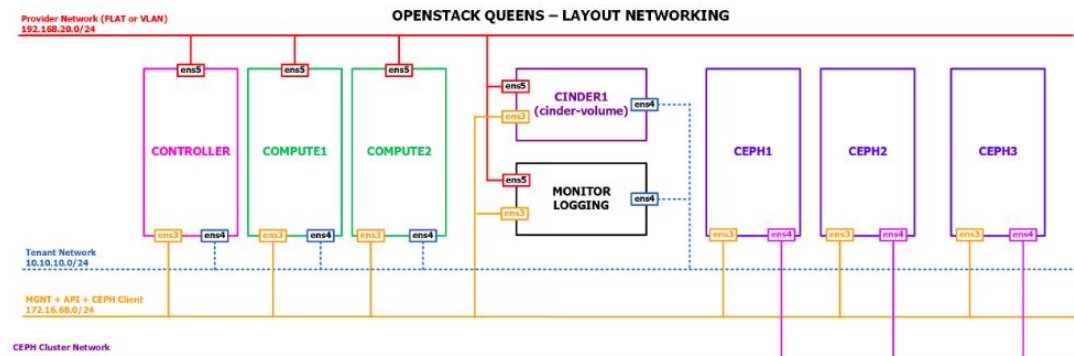 OPENSTACK QUEENS – LAYOUT NETWORKING
Provider Network (FLAT or VLAN)
192.168.20.0/24
ens5
ens5
ens5
ens5
CINDER1
(cinder-volume)
ens4
ens3
CONTROLLER
COMPUTE1
COMPUTE2
CEPH1
CEPH2
CEPH3
ens5
MONITOR
LOGGING
ens4
ens3
ens3
ens4
ens3
ens4
ens3
ens4
ens3
ens4
ens3
ens4
ens3
ens4
Tenant Network
10.10.10.0/24
MGNT + API + CEPH Client
172.16.68.0/24
CEPH Cluster Network